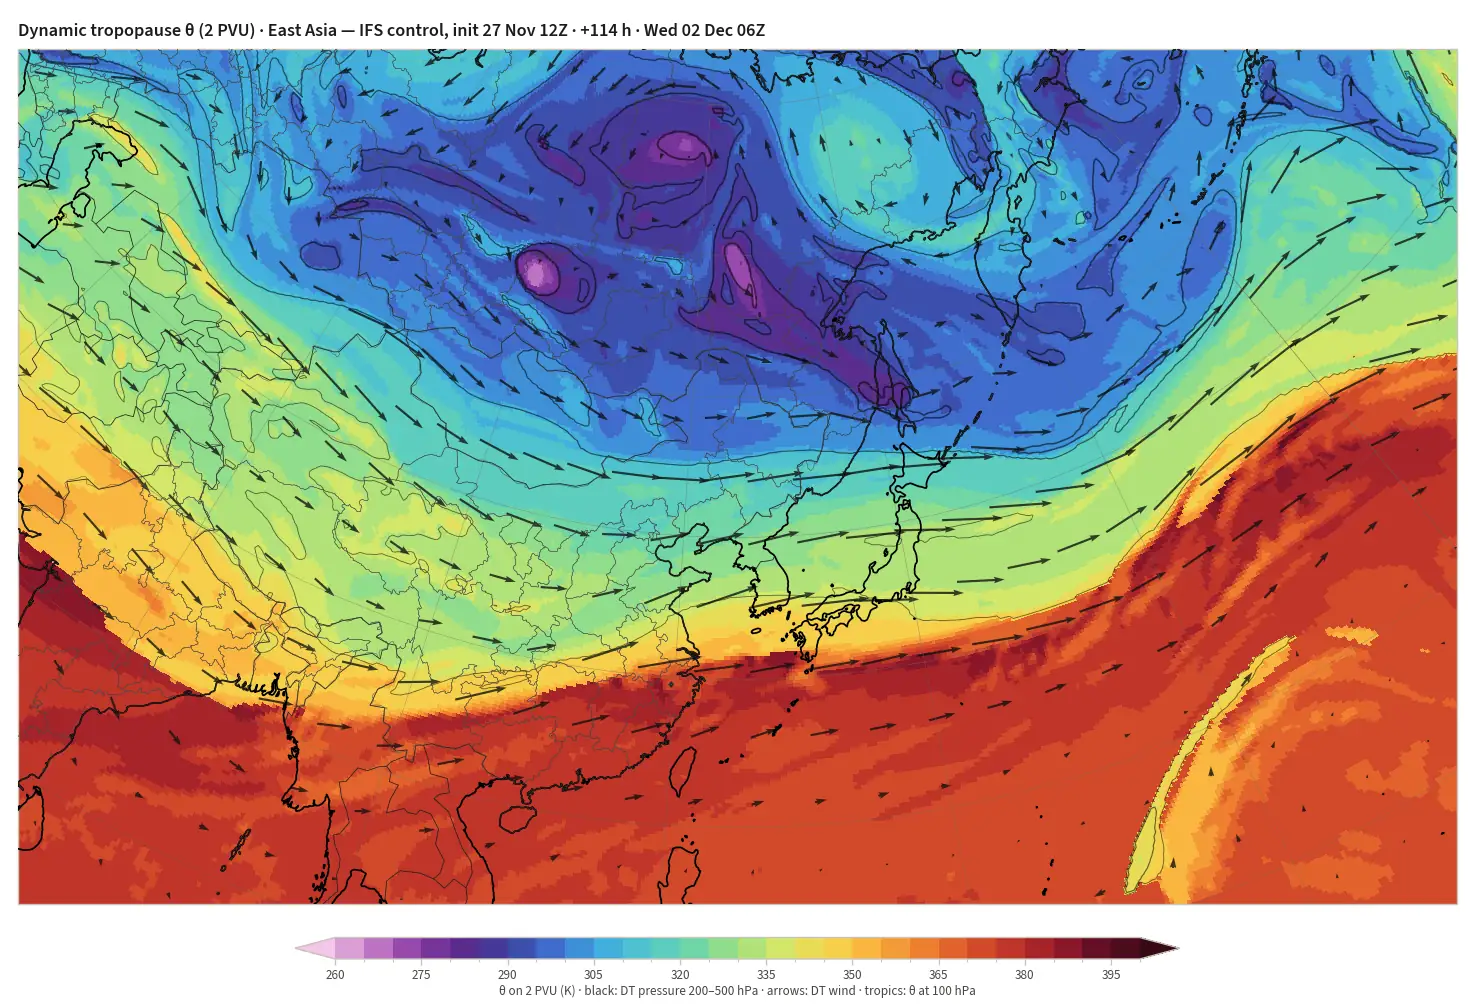 Dynamic tropopause θ (2 PVU) · East Asia — IFS control, init 27 Nov 12Z · +114 h · Wed 02 Dec 06Z
260 275 290 305 320 335 350 365 380 395
θ on 2 PVU (K) · black: DT pressure 200–500 hPa · arrows: DT wind · tropics: θ at 100 hPa